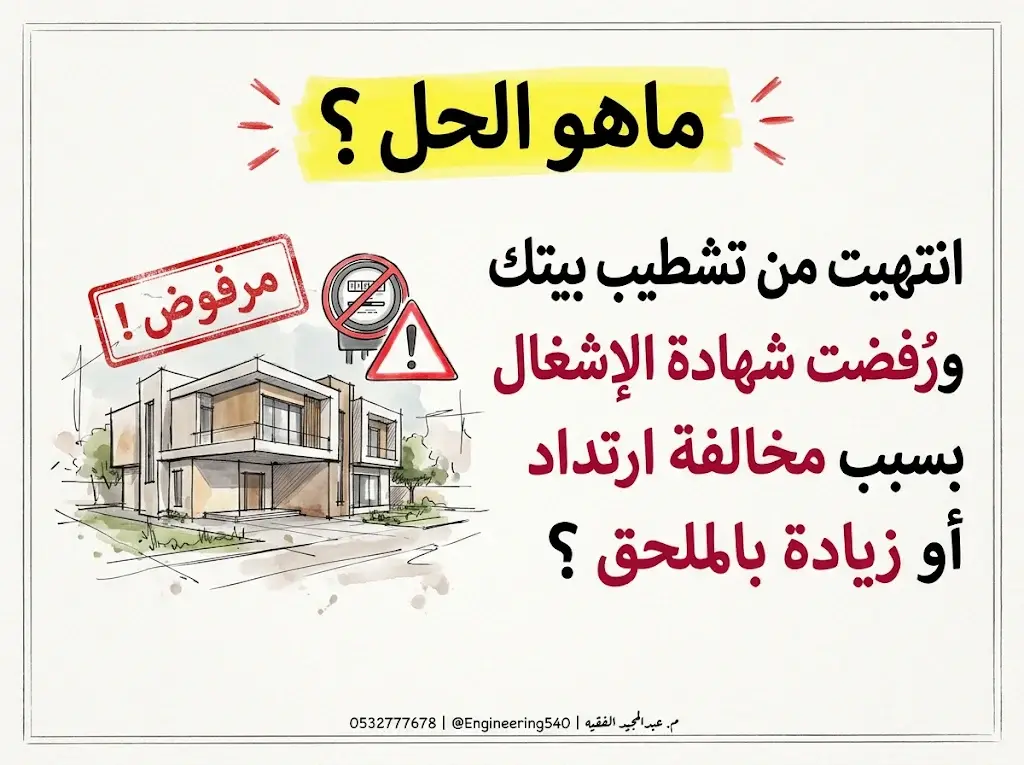 ماهو الحل ؟
انتهيت من تشطيب بيتك
ورُفضت شهادة الإشغال
بسبب مخالفة ارتداد
أو زيادة بالملحق ؟
مرفوض !
م. عبدالمجيد الفقيه | @Engineering540 | 0532777678